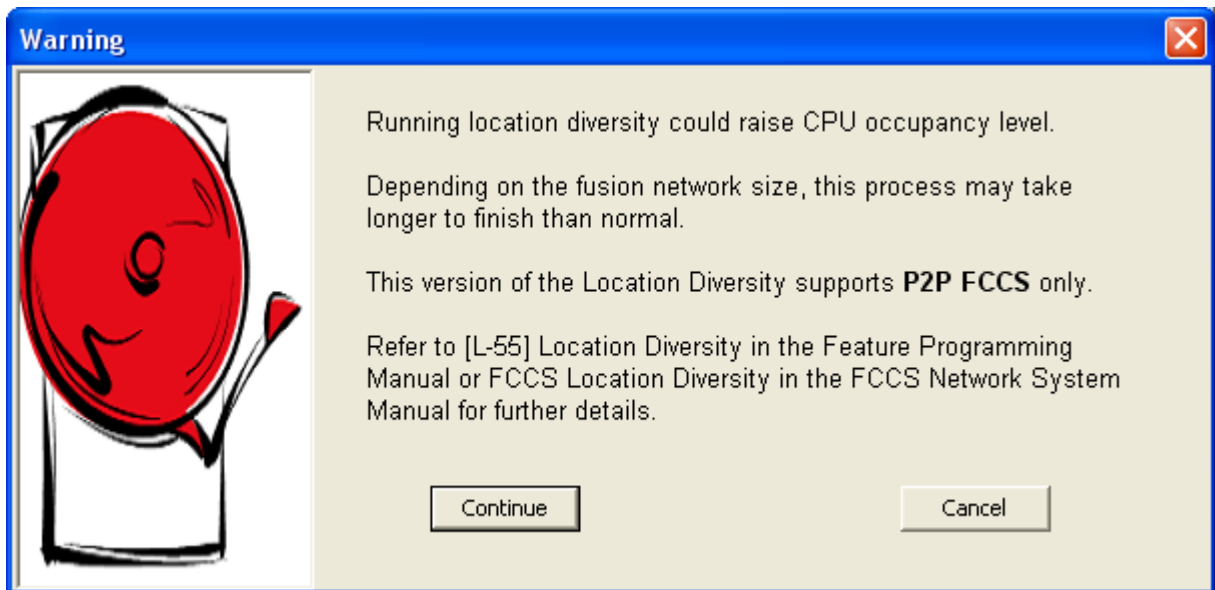 Warning
Running location diversity could raise CPU occupancy level.
Depending on the fusion network size, this process may take
longer to finish than normal.
This version of the Location Diversity supports P2P FCCS only.
Refer to [L-55] Location Diversity in the Feature Programming
Manual or FCCS Location Diversity in the FCCS Network System
Manual for further details.
Continue
Cancel